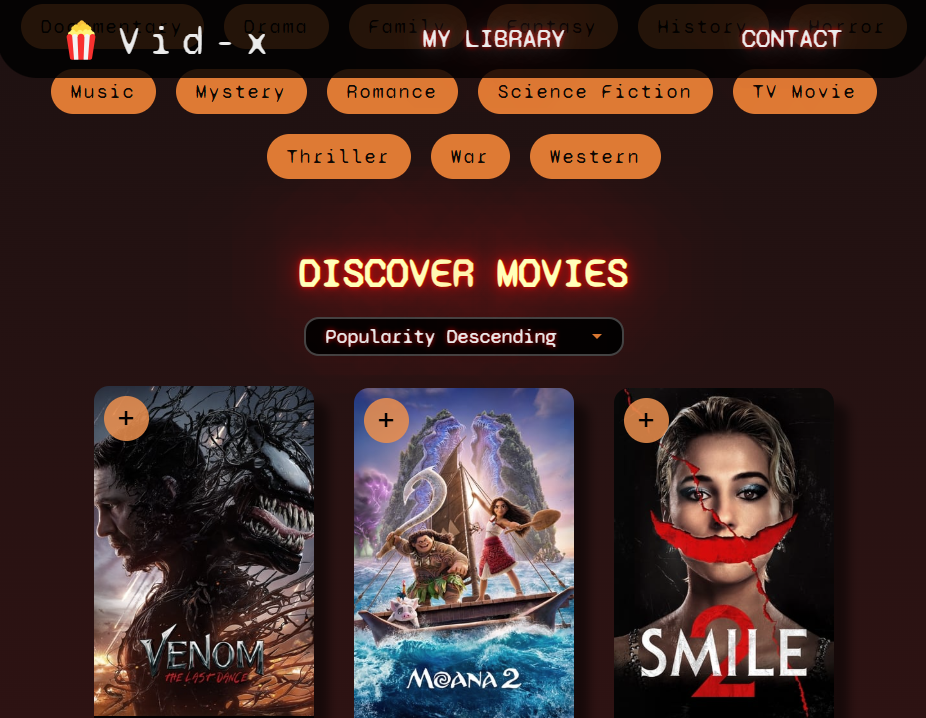 Documentary Drama Family Fantasy History Horror
Vid-x MY LIBRARY CONTACT
Music Mystery Romance Science Fiction TV Movie
Thriller War Western
DISCOVER MOVIES
Popularity Descending
+ + +
VENOM
THE LAST DANCE
MOANA 2
SMILE
2